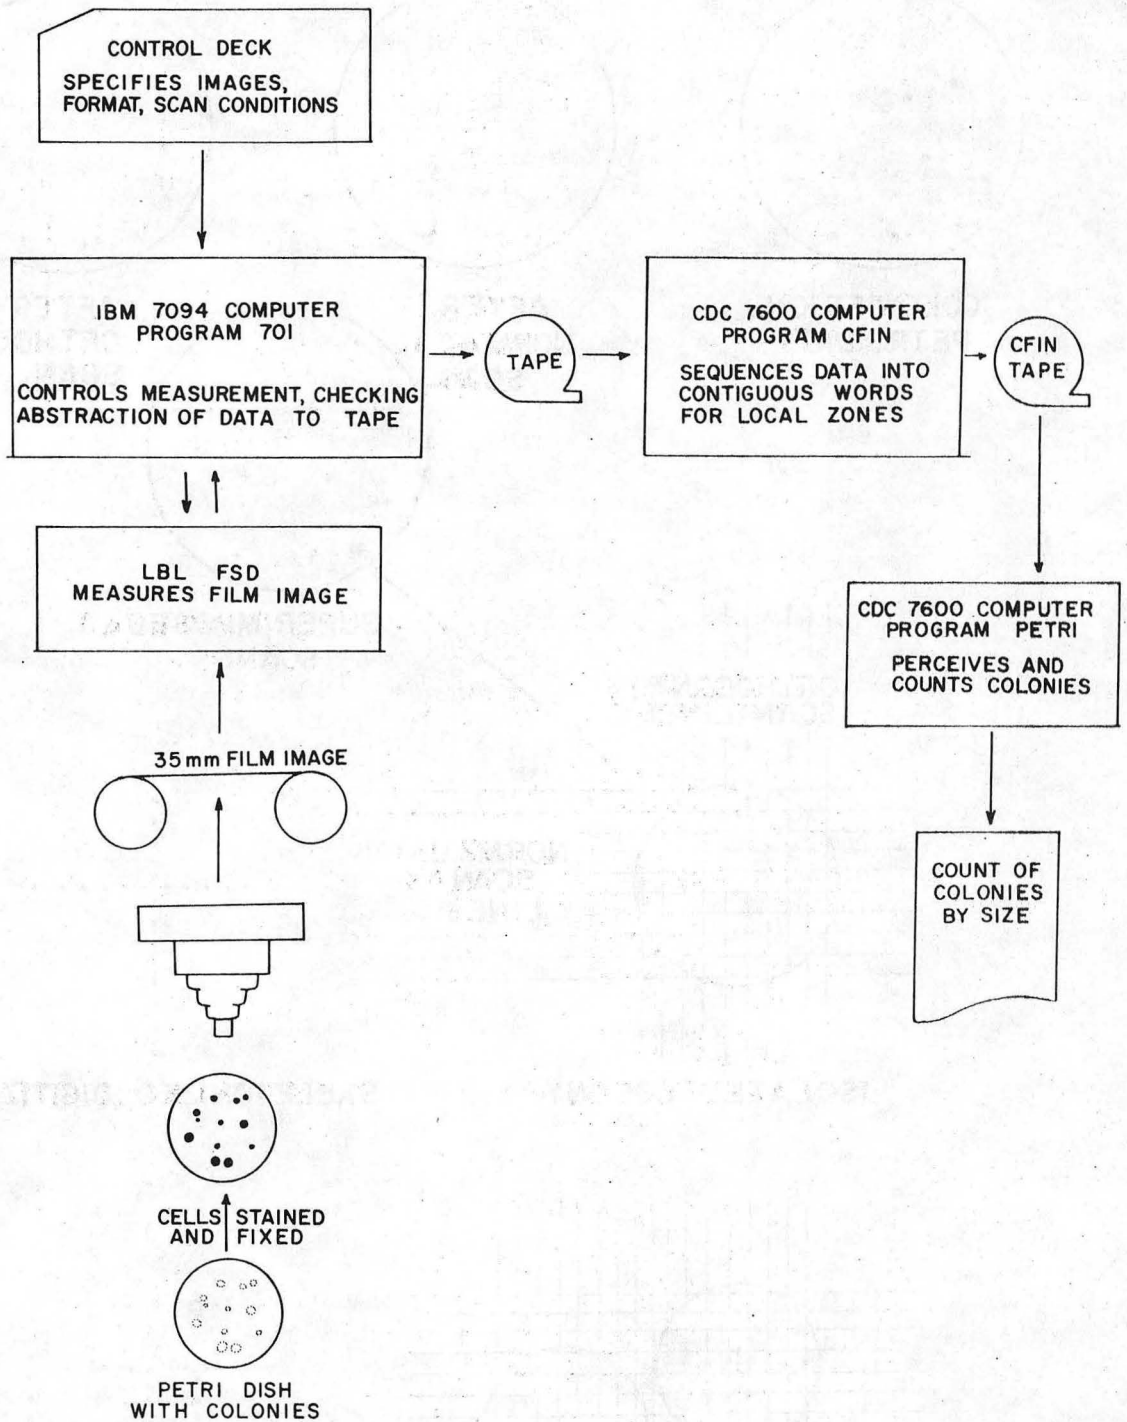 CONTROL DECK
SPECIFIES IMAGES,
FORMAT, SCAN CONDITIONS
IBM 7094 COMPUTER
PROGRAM 701
CONTROLS MEASUREMENT, CHECKING
ABSTRACTION OF DATA TO TAPE
TAPE
CDC 7600 COMPUTER
PROGRAM CFIN
SEQUENCES DATA INTO
CONTIGUOUS WORDS
FOR LOCAL ZONES
CFIN
TAPE
LBL FSD
MEASURES FILM IMAGE
CDC 7600 COMPUTER
PROGRAM PETRI
PERCEIVES AND
COUNTS COLONIES
35mm FILM IMAGE
COUNT OF
COLONIES
BY SIZE
CELLS STAINED
AND FIXED
PETRI DISH
WITH COLONIES